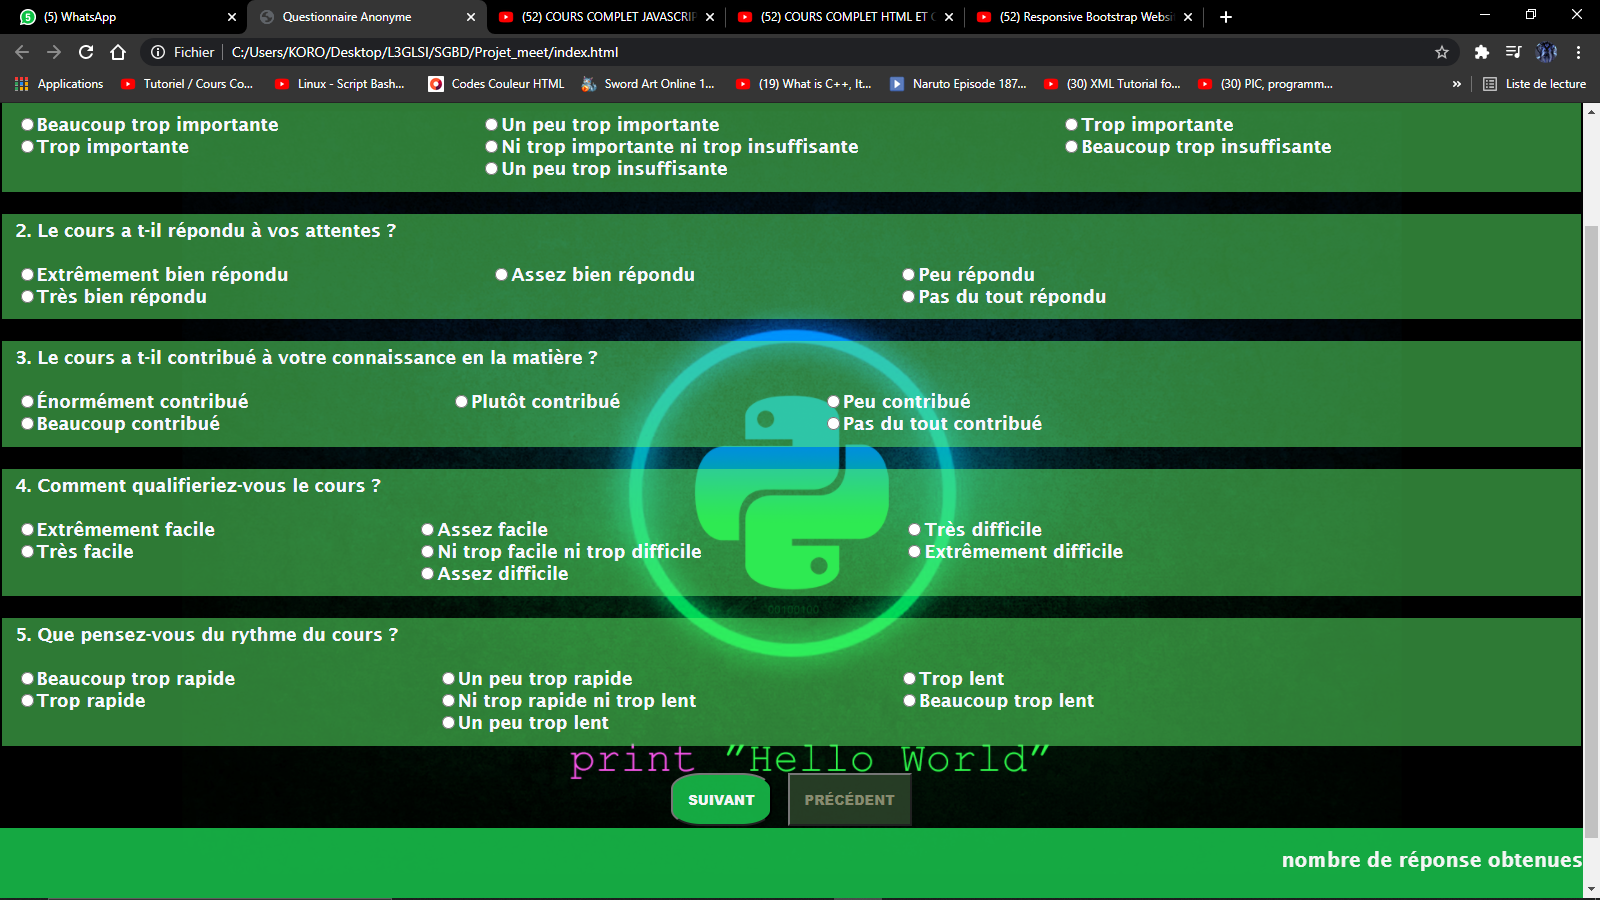 (5) WhatsApp
Questionnaire Anonyme
(52) COURS COMPLET JAVASCRIP
(52) COURS COMPLET HTML ET C
(52) Responsive Bootstrap Websi
Fichier
C:/Users/KORO/Desktop/L3GLSI/SGBD/Projet_meet/index.html
Applications
Tutoriel / Cours Co...
Linux - Script Bash...
Codes Couleur HTML
Sword Art Online 1...
(19) What is C++, It...
Naruto Episode 187...
(30) XML Tutorial fo...
(30) PIC, programm...
»
Liste de lecture
Beaucoup trop importante
Un peu trop importante
Trop importante
Trop importante
Ni trop importante ni trop insuffisante
Beaucoup trop insuffisante
Un peu trop insuffisante
2. Le cours a t-il répondu à vos attentes ?
Extrêmement bien répondu
Assez bien répondu
Peu répondu
Très bien répondu
Pas du tout répondu
3. Le cours a t-il contribué à votre connaissance en la matière ?
Énormément contribué
Plutôt contribué
Peu contribué
Beaucoup contribué
Pas du tout contribué
4. Comment qualifieriez-vous le cours ?
Extrêmement facile
Assez facile
Très difficile
Très facile
Ni trop facile ni trop difficile
Extrêmement difficile
Assez difficile
5. Que pensez-vous du rythme du cours ?
Beaucoup trop rapide
Un peu trop rapide
Trop lent
Trop rapide
Ni trop rapide ni trop lent
Beaucoup trop lent
Un peu trop lent
print "Hello World"
SUIVANT
PRÉCÉDENT
nombre de réponse obtenues